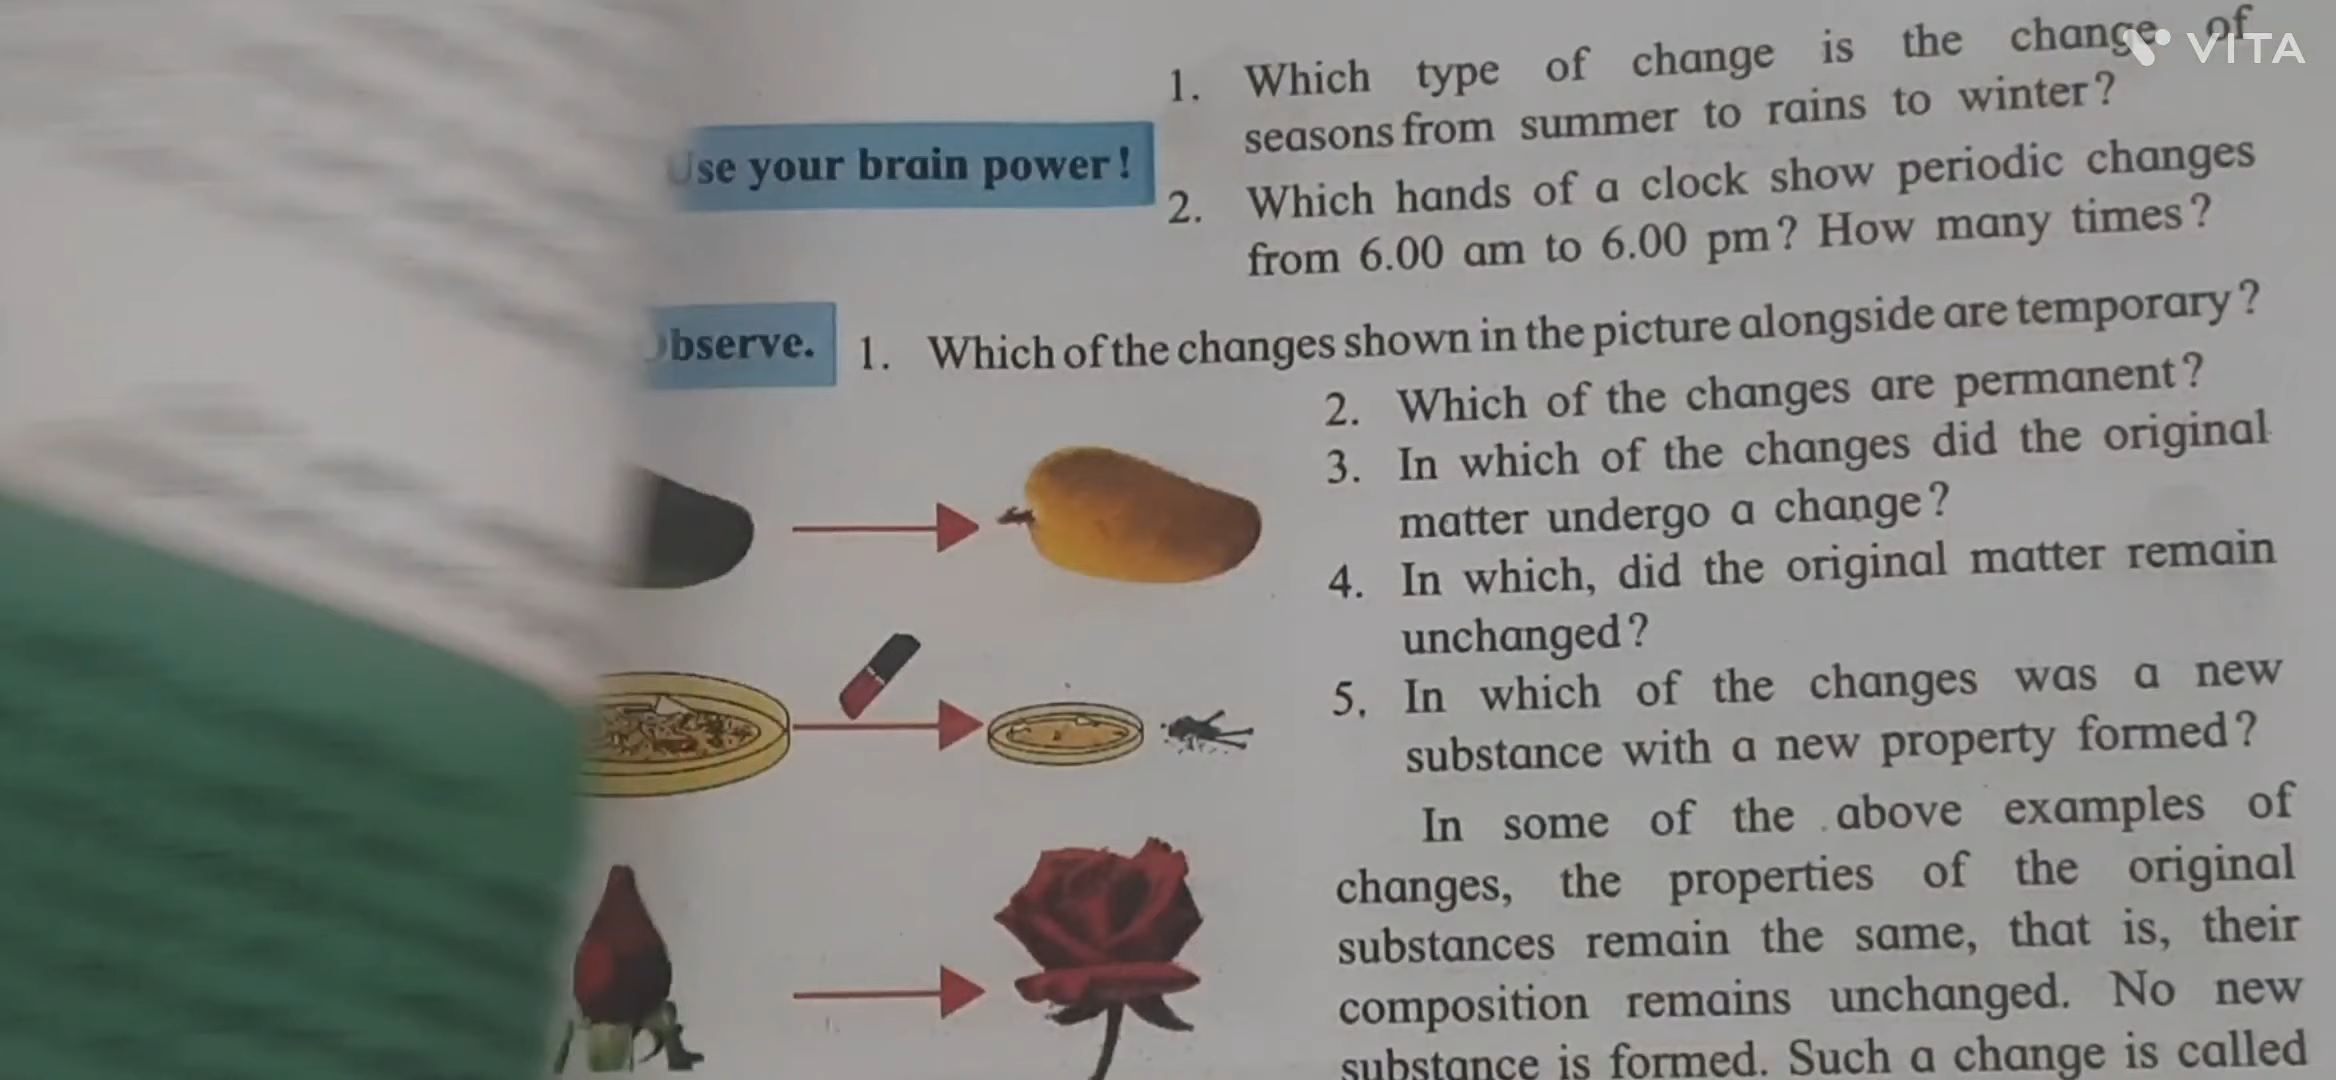 VITA
1. Which type of change is the change of
seasons from summer to rains to winter?
Use your brain power!
2. Which hands of a clock show periodic changes
from 6.00 am to 6.00 pm? How many times?
Observe.
1. Which of the changes shown in the picture alongside are temporary?
2. Which of the changes are permanent?
3. In which of the changes did the original
matter undergo a change?
4. In which, did the original matter remain
unchanged?
5. In which of the changes was a new
substance with a new property formed?
In some of the above examples of
changes, the properties of the original
substances remain the same, that is, their
composition remains unchanged. No new
substance is formed. Such a change is called